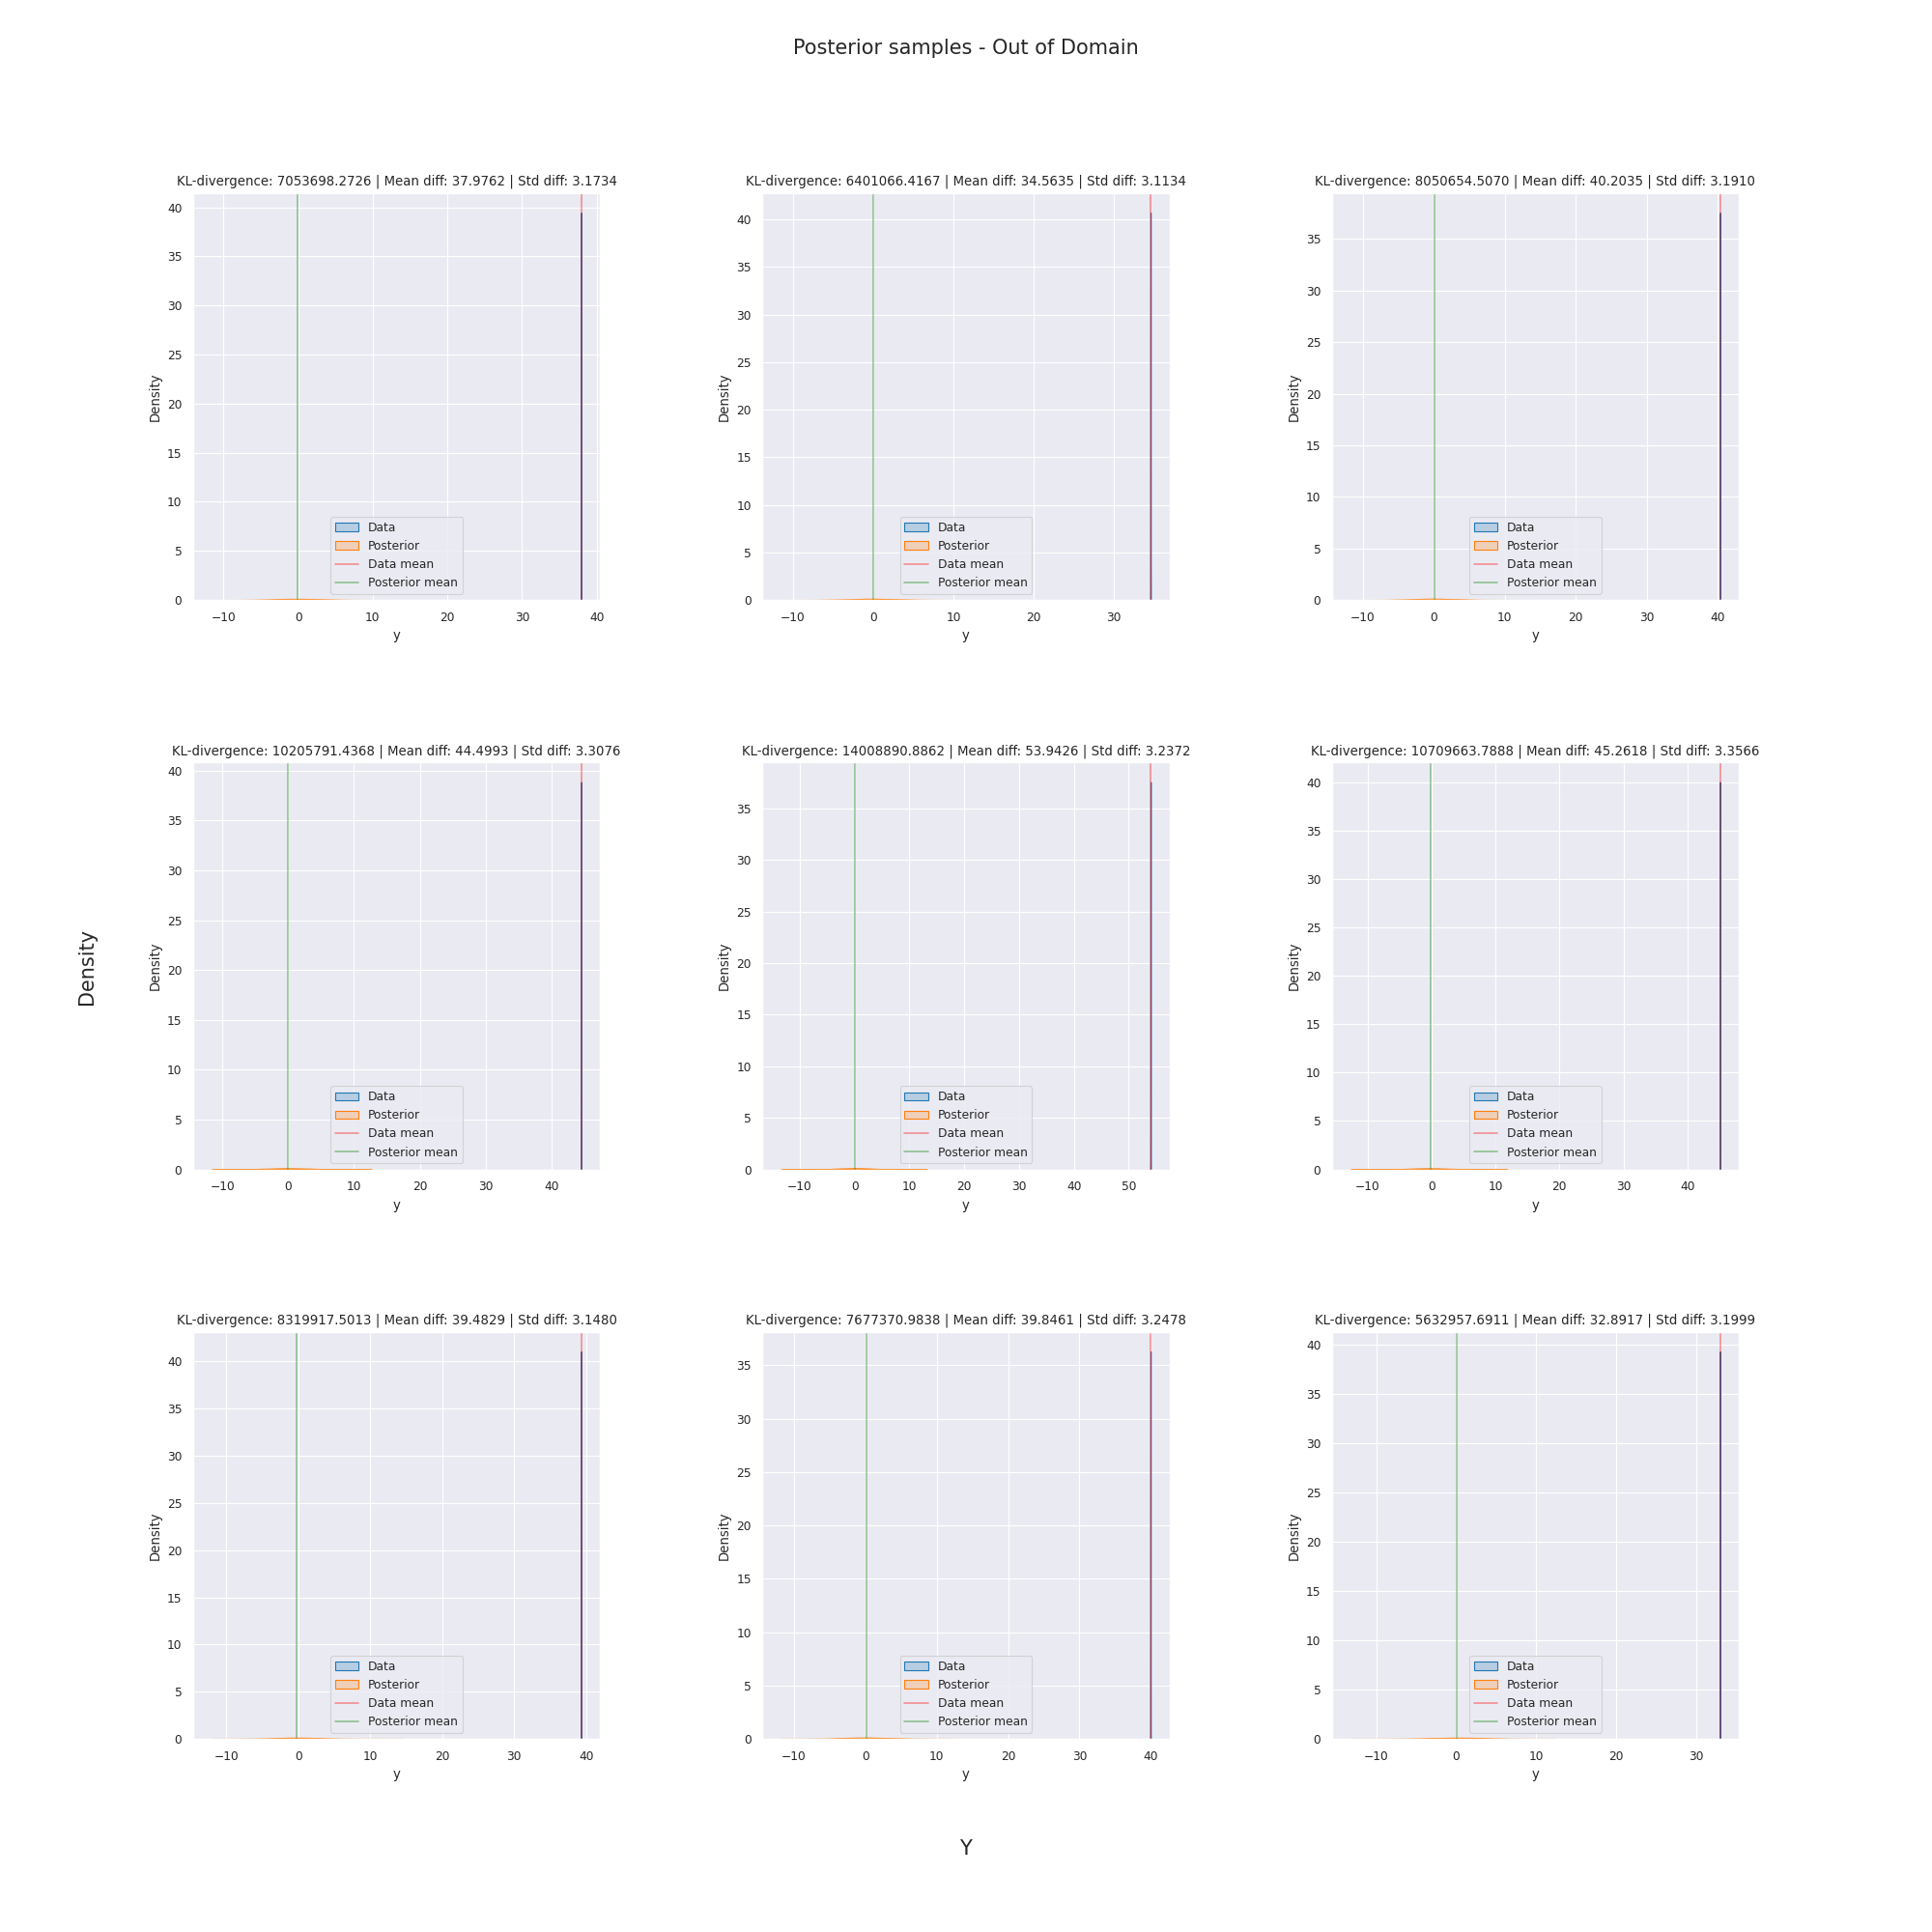 Posterior samples - Out of Domain
KL-divergence: 7053698.2726 | Mean diff: 37.9762 | Std diff: 3.1734
40
35
30
25
20
15
10
5
0
Density
Data
Posterior
Data mean
Posterior mean
−10 0 10 20 30 40
y
KL-divergence: 6401066.4167 | Mean diff: 34.5635 | Std diff: 3.1134
40
35
30
25
20
15
10
5
0
Density
Data
Posterior
Data mean
Posterior mean
−10 0 10 20 30
y
KL-divergence: 8050654.5070 | Mean diff: 40.2035 | Std diff: 3.1910
35
30
25
20
15
10
5
0
Density
Data
Posterior
Data mean
Posterior mean
−10 0 10 20 30 40
y
Density
KL-divergence: 10205791.4368 | Mean diff: 44.4993 | Std diff: 3.3076
40
35
30
25
20
15
10
5
0
Density
Data
Posterior
Data mean
Posterior mean
−10 0 10 20 30 40
y
KL-divergence: 14008890.8862 | Mean diff: 53.9426 | Std diff: 3.2372
35
30
25
20
15
10
5
0
Density
Data
Posterior
Data mean
Posterior mean
−10 0 10 20 30 40 50
y
KL-divergence: 10709663.7888 | Mean diff: 45.2618 | Std diff: 3.3566
40
35
30
25
20
15
10
5
0
Density
Data
Posterior
Data mean
Posterior mean
−10 0 10 20 30 40
y
KL-divergence: 8319917.5013 | Mean diff: 39.4829 | Std diff: 3.1480
40
35
30
25
20
15
10
5
0
Density
Data
Posterior
Data mean
Posterior mean
−10 0 10 20 30 40
y
KL-divergence: 7677370.9838 | Mean diff: 39.8461 | Std diff: 3.2478
35
30
25
20
15
10
5
0
Density
Data
Posterior
Data mean
Posterior mean
−10 0 10 20 30 40
y
KL-divergence: 5632957.6911 | Mean diff: 32.8917 | Std diff: 3.1999
40
35
30
25
20
15
10
5
0
Density
Data
Posterior
Data mean
Posterior mean
−10 0 10 20 30
y
Y